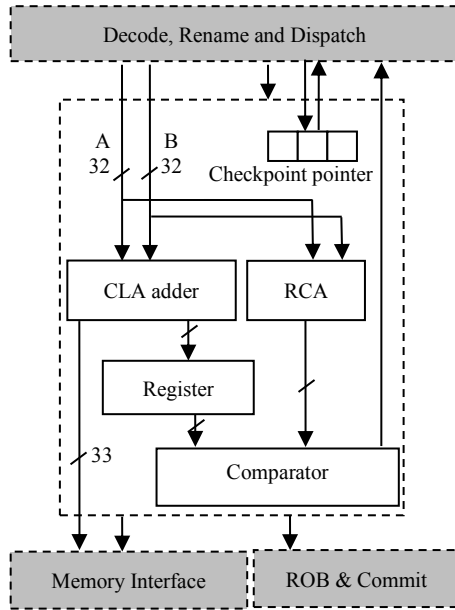 Decode, Rename and Dispatch
A B
32 32
Checkpoint pointer
CLA adder
RCA
Register
33
Comparator
Memory Interface
ROB & Commit